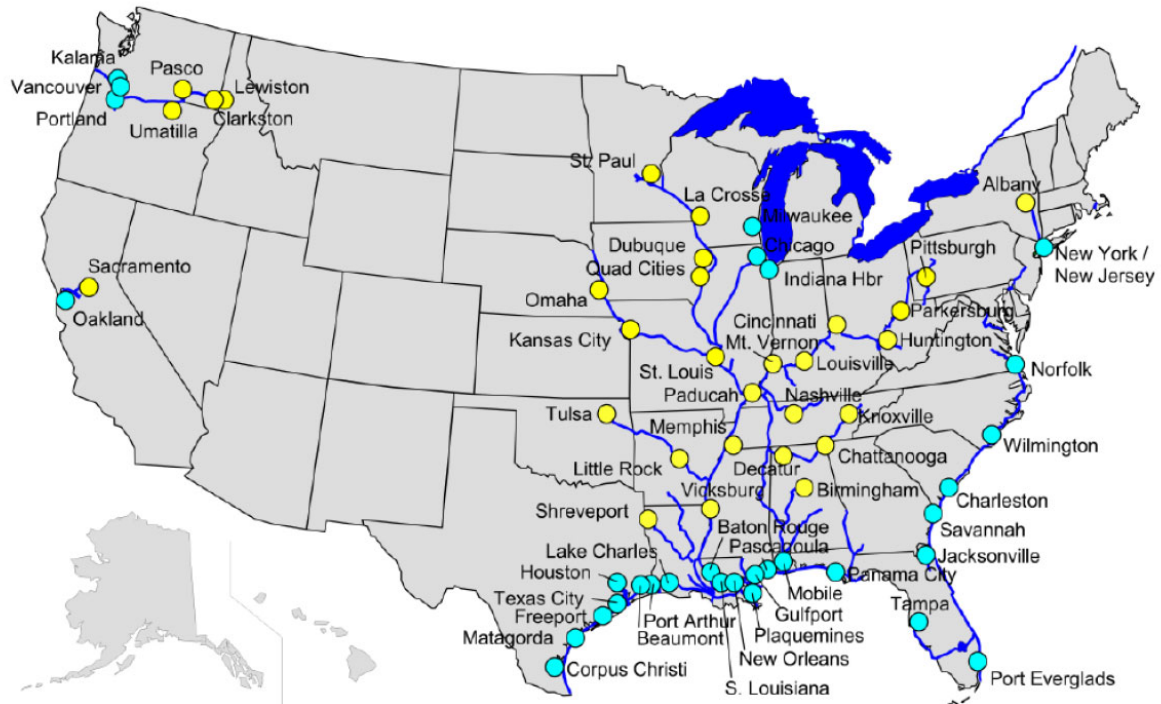 Kalama
Vancouver
Portland
Pasco
Umatilla
Lewiston
Clarkston
Sacramento
Oakland
St. Paul
La Crosse
Milwaukee
Dubuque
Chicago
Quad Cities
Indiana Hbr
Omaha
Kansas City
St. Louis
Albany
Pittsburgh
New York /
New Jersey
Parkersburg
Cincinnati
Huntington
Mt. Vernon
Louisville
Norfolk
Paducah
Nashville
Tulsa
Memphis
Knoxville
Wilmington
Little Rock
Decatur
Chattanooga
Vicksburg
Birmingham
Charleston
Shreveport
Savannah
Baton Rouge
Pascagoula
Lake Charles
Jacksonville
Houston
Panama City
Texas City
Mobile
Freeport
Port Arthur
Gulfport
Tampa
Matagorda
Beaumont
Plaquemines
New Orleans
Corpus Christi
S. Louisiana
Port Everglads